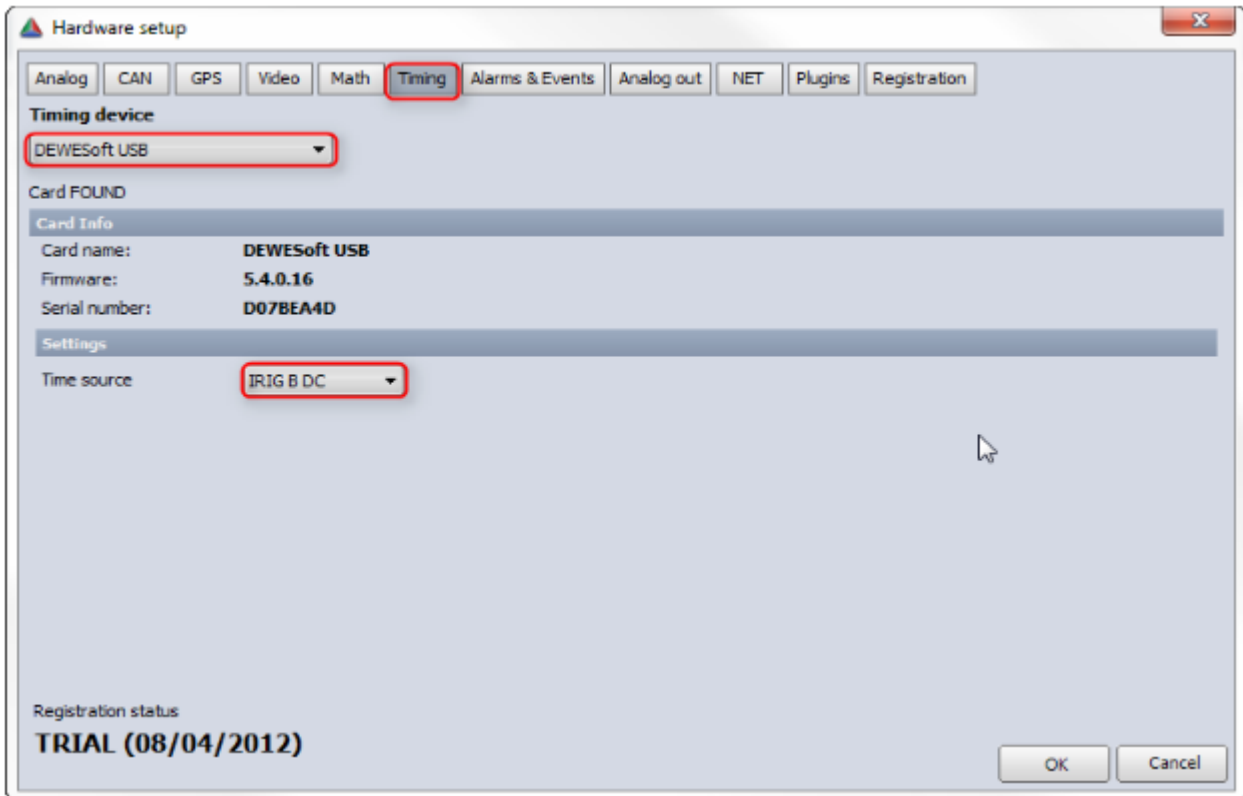 Hardware setup
Analog CAN GPS Video Math Timing Alarms & Events Analog out NET Plugins Registration
Timing device
DEWESoft USB
Card FOUND
Card Info
Card name: DEWESoft USB
Firmware: 5.4.0.16
Serial number: D07BEA4D
Settings
Time source IRIG B DC
Registration status
TRIAL (08/04/2012)
OK Cancel